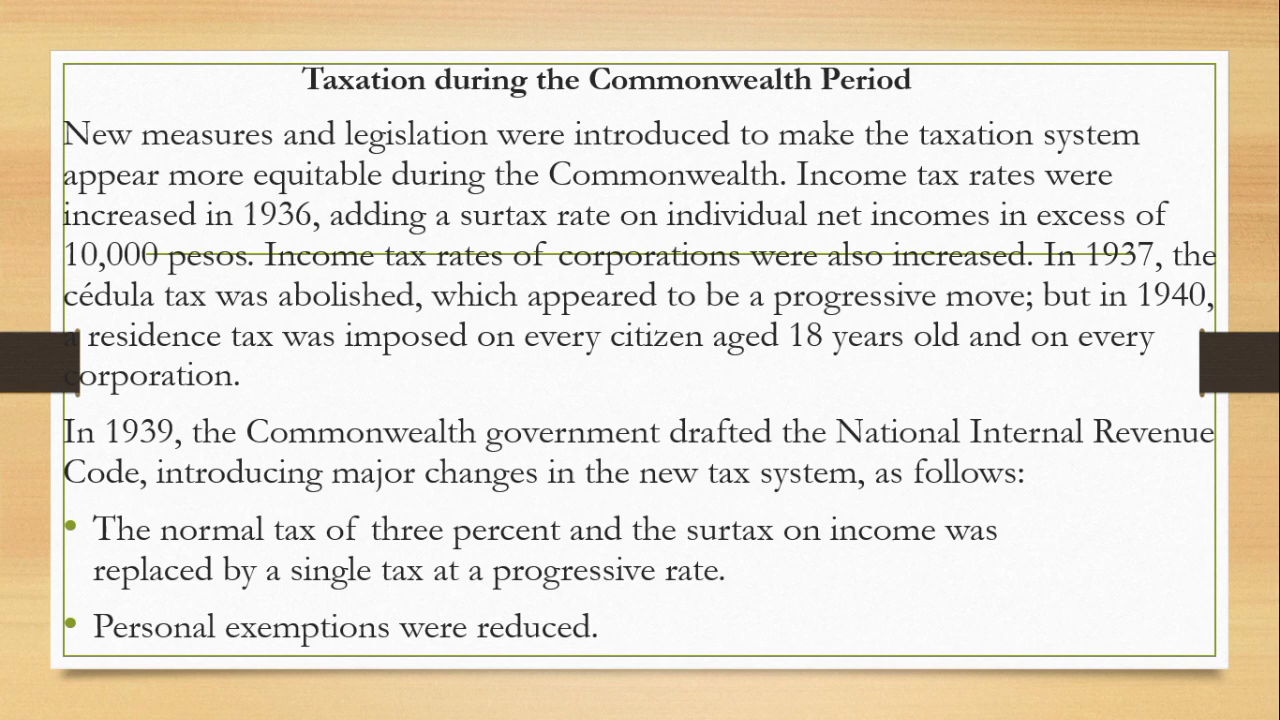 Taxation during the Commonwealth Period
New measures and legislation were introduced to make the taxation system
appear more equitable during the Commonwealth. Income tax rates were
increased in 1936, adding a surtax rate on individual net incomes in excess of
10,000 pesos. Income tax rates of corporations were also increased. In 1937, the
cédula tax was abolished, which appeared to be a progressive move; but in 1940,
a residence tax was imposed on every citizen aged 18 years old and on every
corporation.
In 1939, the Commonwealth government drafted the National Internal Revenue
Code, introducing major changes in the new tax system, as follows:
• The normal tax of three percent and the surtax on income was
replaced by a single tax at a progressive rate.
• Personal exemptions were reduced.